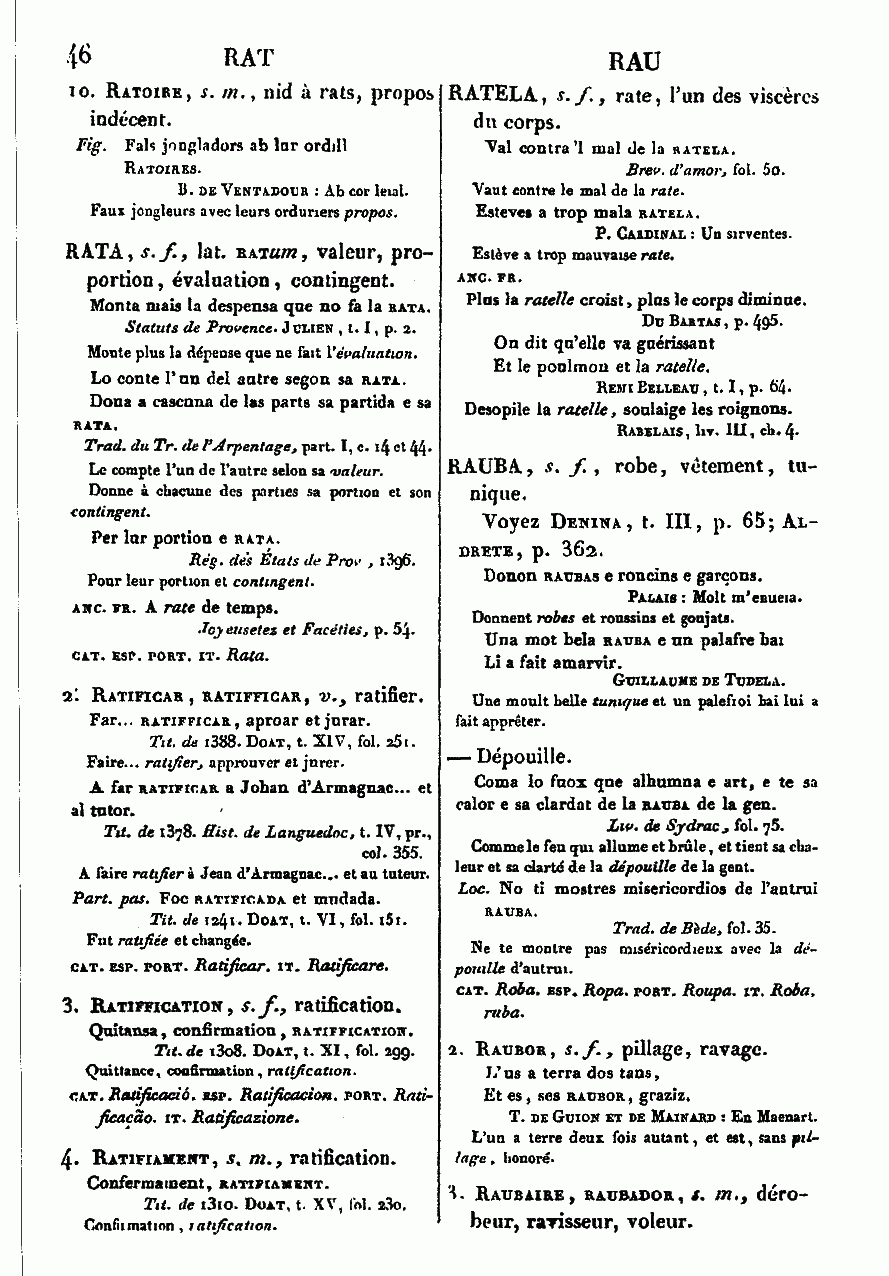 46 RAT RAU
10. RATOIRE, s. m., nid à rats, propos
indécent.
Fig. Fals jongladors ab lur ordill
RATOIRES.
B. DE VENTADOUR : Ab cor leial.
Faux jongleurs avec leurs orduriers propos.
RATA, s. f., lat. RATum, valeur, pro-
portion, évaluation, contingent.
Monta mais la despensa que no fa la RATA.
Statuts de Provence. JULIEN, t. I, p. 2.
Monte plus la dépense que ne fait l'évaluation.
Lo conte l'un del autre segon sa RATA.
Dona a cascuna de las parts sa partida e sa
RATA.
Trad. du Tr. de l'Arpentage, part. I, c. 14 et 44.
Le compte l'un de l'autre selon sa valeur.
Donne à chacune des parties sa portion et son
contingent.
Per lur portion e RATA.
Rég. dès États de Prov, 1396.
Pour leur portion et contingent.
ANC. FR. A rate de temps.
Joyeusetez et Facéties, p. 54.
CAT. ESP. PORT. IT. Rata.
2. RATIFICAR, RATIFFICAR, v., ratifier.
Far... RATIFFICAR, aproar et jurar.
Tit. de 1388. DOAT, t. XIV, fol. 251.
Faire... ratifier, approuver et jurer.
A far RATIFICAR a Johan d'Armagnac... et
al tutor.
Tit. de 1378. Hist. de Languedoc, t. IV, pr.,
col. 355.
A faire ratifier à Jean d'Armagnac... et au tuteur.
Part. pas. Foc RATIFICADA et mudada.
Tit. de 1241. DOAT, t. VI, fol. 151.
Fut ratifiée et changée.
CAT. ESP. PORT. Ratificar. IT. Ratificare.
3. RATIFFICATION, s. f., ratification.
Quitansa, confirmation, RATIFFICATION.
Tit. de 1308. DOAT, t. XI, fol. 299.
Quittance, confirmation, ratification.
CAT. Ratificació. ESP. Ratificacion. PORT. Rati-
ficação. IT. Ratificazione.
4. RATIFIAMENT, s. m., ratification.
Confermament, RATIFIAMENT.
Tit. de 1310. DOAT, t. XV, fol. 230.
Confirmation, ratification.
RATELA, s. f., rate, l'un des viscères
du corps.
Val contra 'l mal de la RATELA.
Brev. d'amor, fol. 50.
Vaut contre le mal de la rate.
Esteves a trop mala RATELA.
P. CARDINAL : Un sirventes.
Estève a trop mauvaise rate.
ANC. FR.
Plus la ratelle croist, plus le corps diminue.
DU BARTAS, p. 495.
On dit qu'elle va guérissant
Et le poulmon et la ratelle.
REMI BELLEAU, t. I, p. 64.
Desopile la ratelle, soulaige les roignons.
RABELAIS, liv. III, ch. 4.
RAUBA, s. f., robe, vêtement, tu-
nique.
Voyez DENINA, t. III, p. 65; AL-
DRETE, p. 362.
Donon RAUBAS e roncins e garçons.
PALAIS : Molt m'enueia.
Donnent robes et roussins et goujats.
Una mot bela RAUBA e un palafre bai
Li a fait amarvir.
GUILLAUME DE TUDELA.
Une moult belle tunique et un palefroi bai lui a
fait apprêter.
— Dépouille.
Coma lo fuox que alhumna e art, e te sa
calor e sa clardat de la RAUBA de la gen.
Liv. de Sydrac, fol. 75.
Comme le feu qui allume et brûle, et tient sa cha-
leur et sa clarté de la dépouille de la gent.
Loc. No ti mostres misericordios de l'autrui
RAUBA.
Trad. de Bède, fol. 35.
Ne te montre pas miséricordieux avec la dé-
pouille d'autrui.
CAT. Roba. ESP. Ropa. PORT. Roupa. IT. Roba,
ruba.
2. RAUBOR, s. f., pillage, ravage.
L'us a terra dos tans,
Et es, ses RAUBOR, graziz.
T. DE GUION ET DE MAINARD : En Maenart.
L'un a terre deux fois autant, et est, sans pil-
lage, honoré.
3. RAUBAIRE, RAUBADOR, s. m., déro-
beur, ravisseur, voleur.